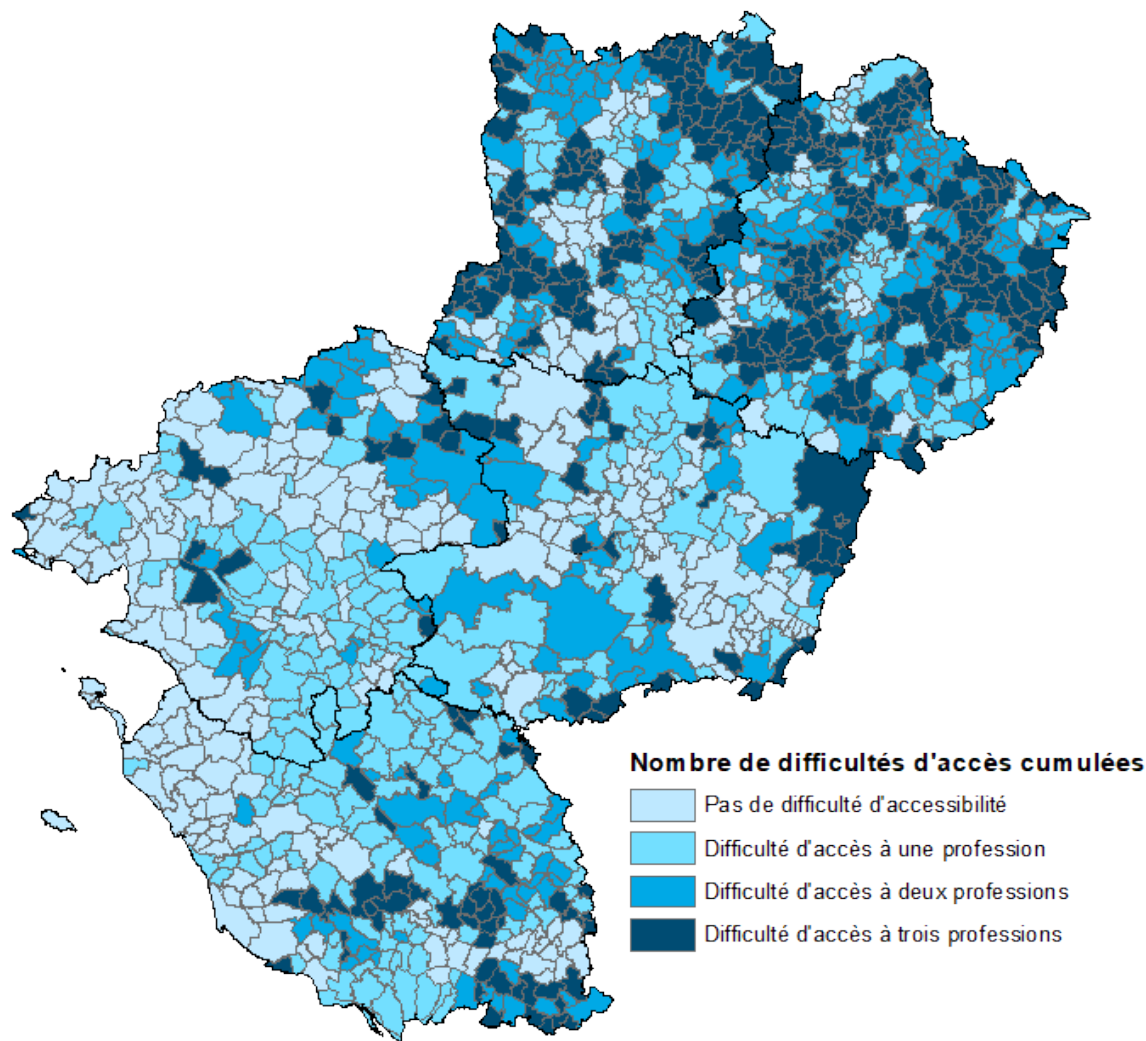 Nombre de difficultés d'accès cumulées
Pas de difficulté d'accessibilité
Difficulté d'accès à une profession
Difficulté d'accès à deux professions
Difficulté d'accès à trois professions